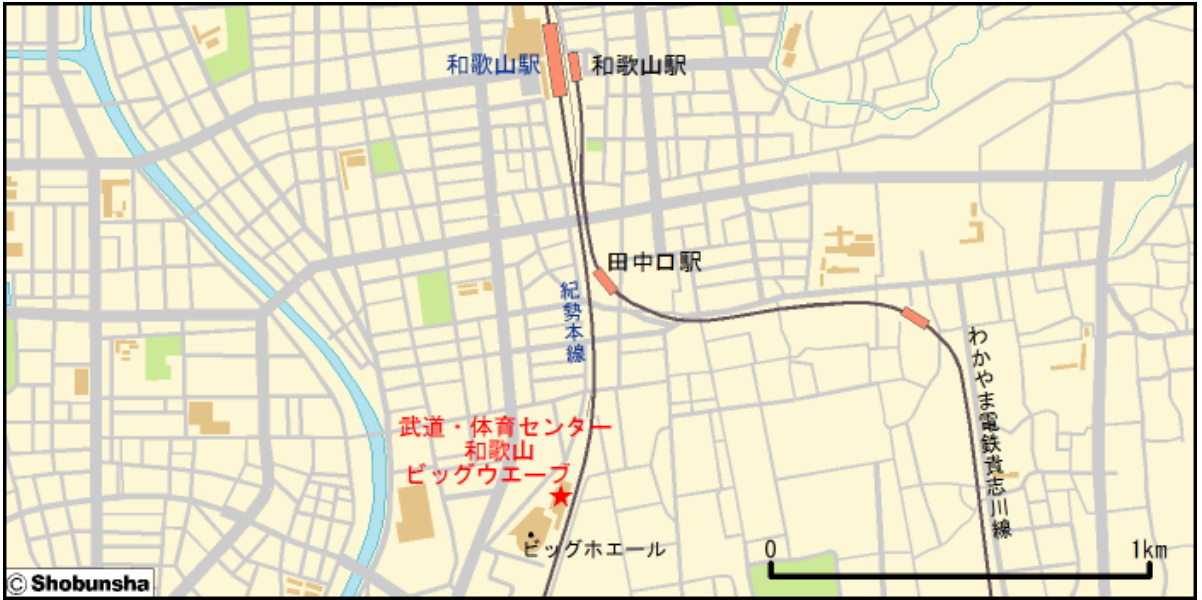 和歌山駅
和歌山駅
田中口駅
紀勢本線
わかやま電鉄貴志川線
武道・体育センター
和歌山
ビッグウエーブ
ビッグホエール
0 1km
© Shobunsha